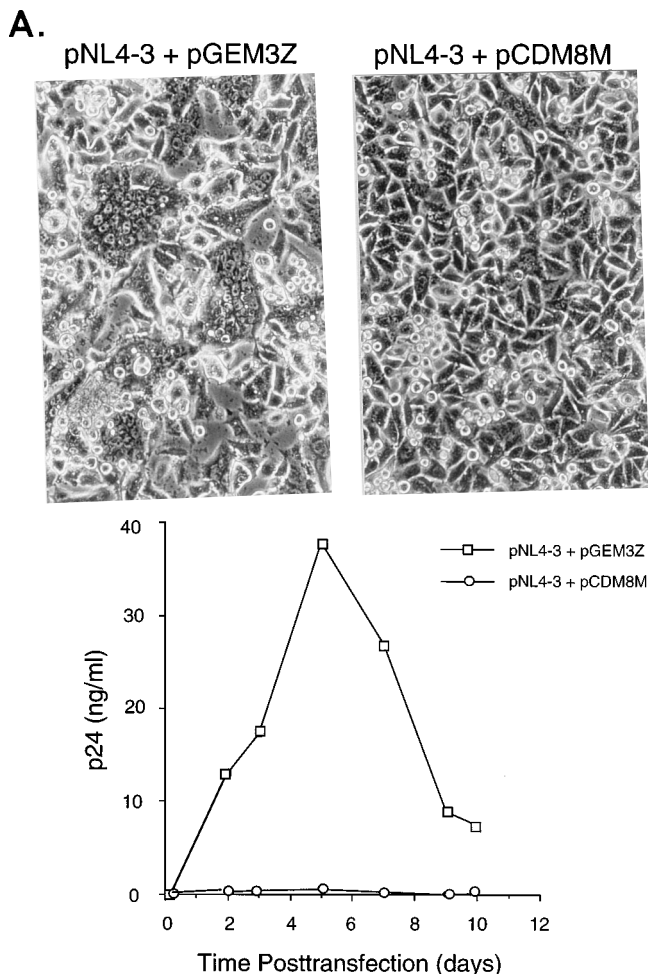 A.
pNL4-3 + pGEM3Z
pNL4-3 + pCDM8M
40
30
20
10
0
p24 (ng/ml)
pNL4-3 + pGEM3Z
pNL4-3 + pCDM8M
0 2 4 6 8 10 12
Time Posttransfection (days)